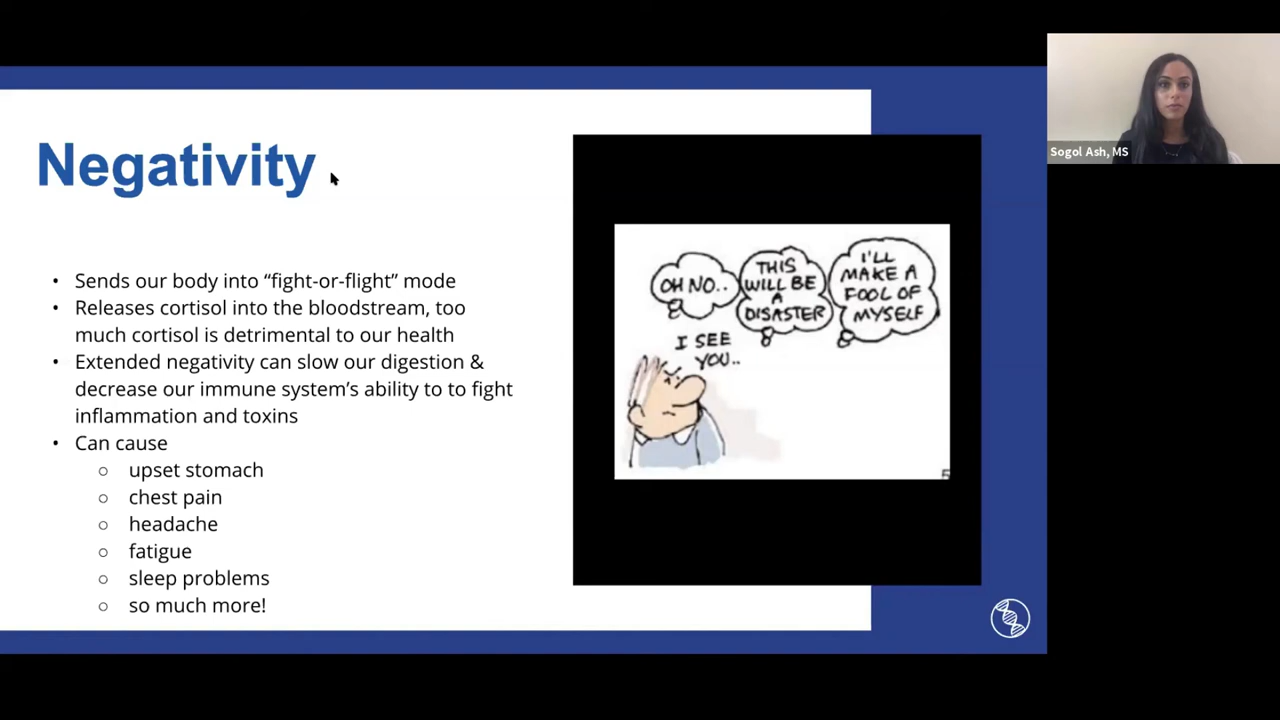 Negativity
• Sends our body into “fight-or-flight” mode
• Releases cortisol into the bloodstream, too
much cortisol is detrimental to our health
• Extended negativity can slow our digestion &
decrease our immune system’s ability to to fight
inflammation and toxins
• Can cause
○ upset stomach
○ chest pain
○ headache
○ fatigue
○ sleep problems
○ so much more!
OH NO..
THIS
WILL BE
A
DISASTER
I'LL
MAKE A
FOOL OF
MYSELF
I SEE
YOU..
Sogol Ash, MS